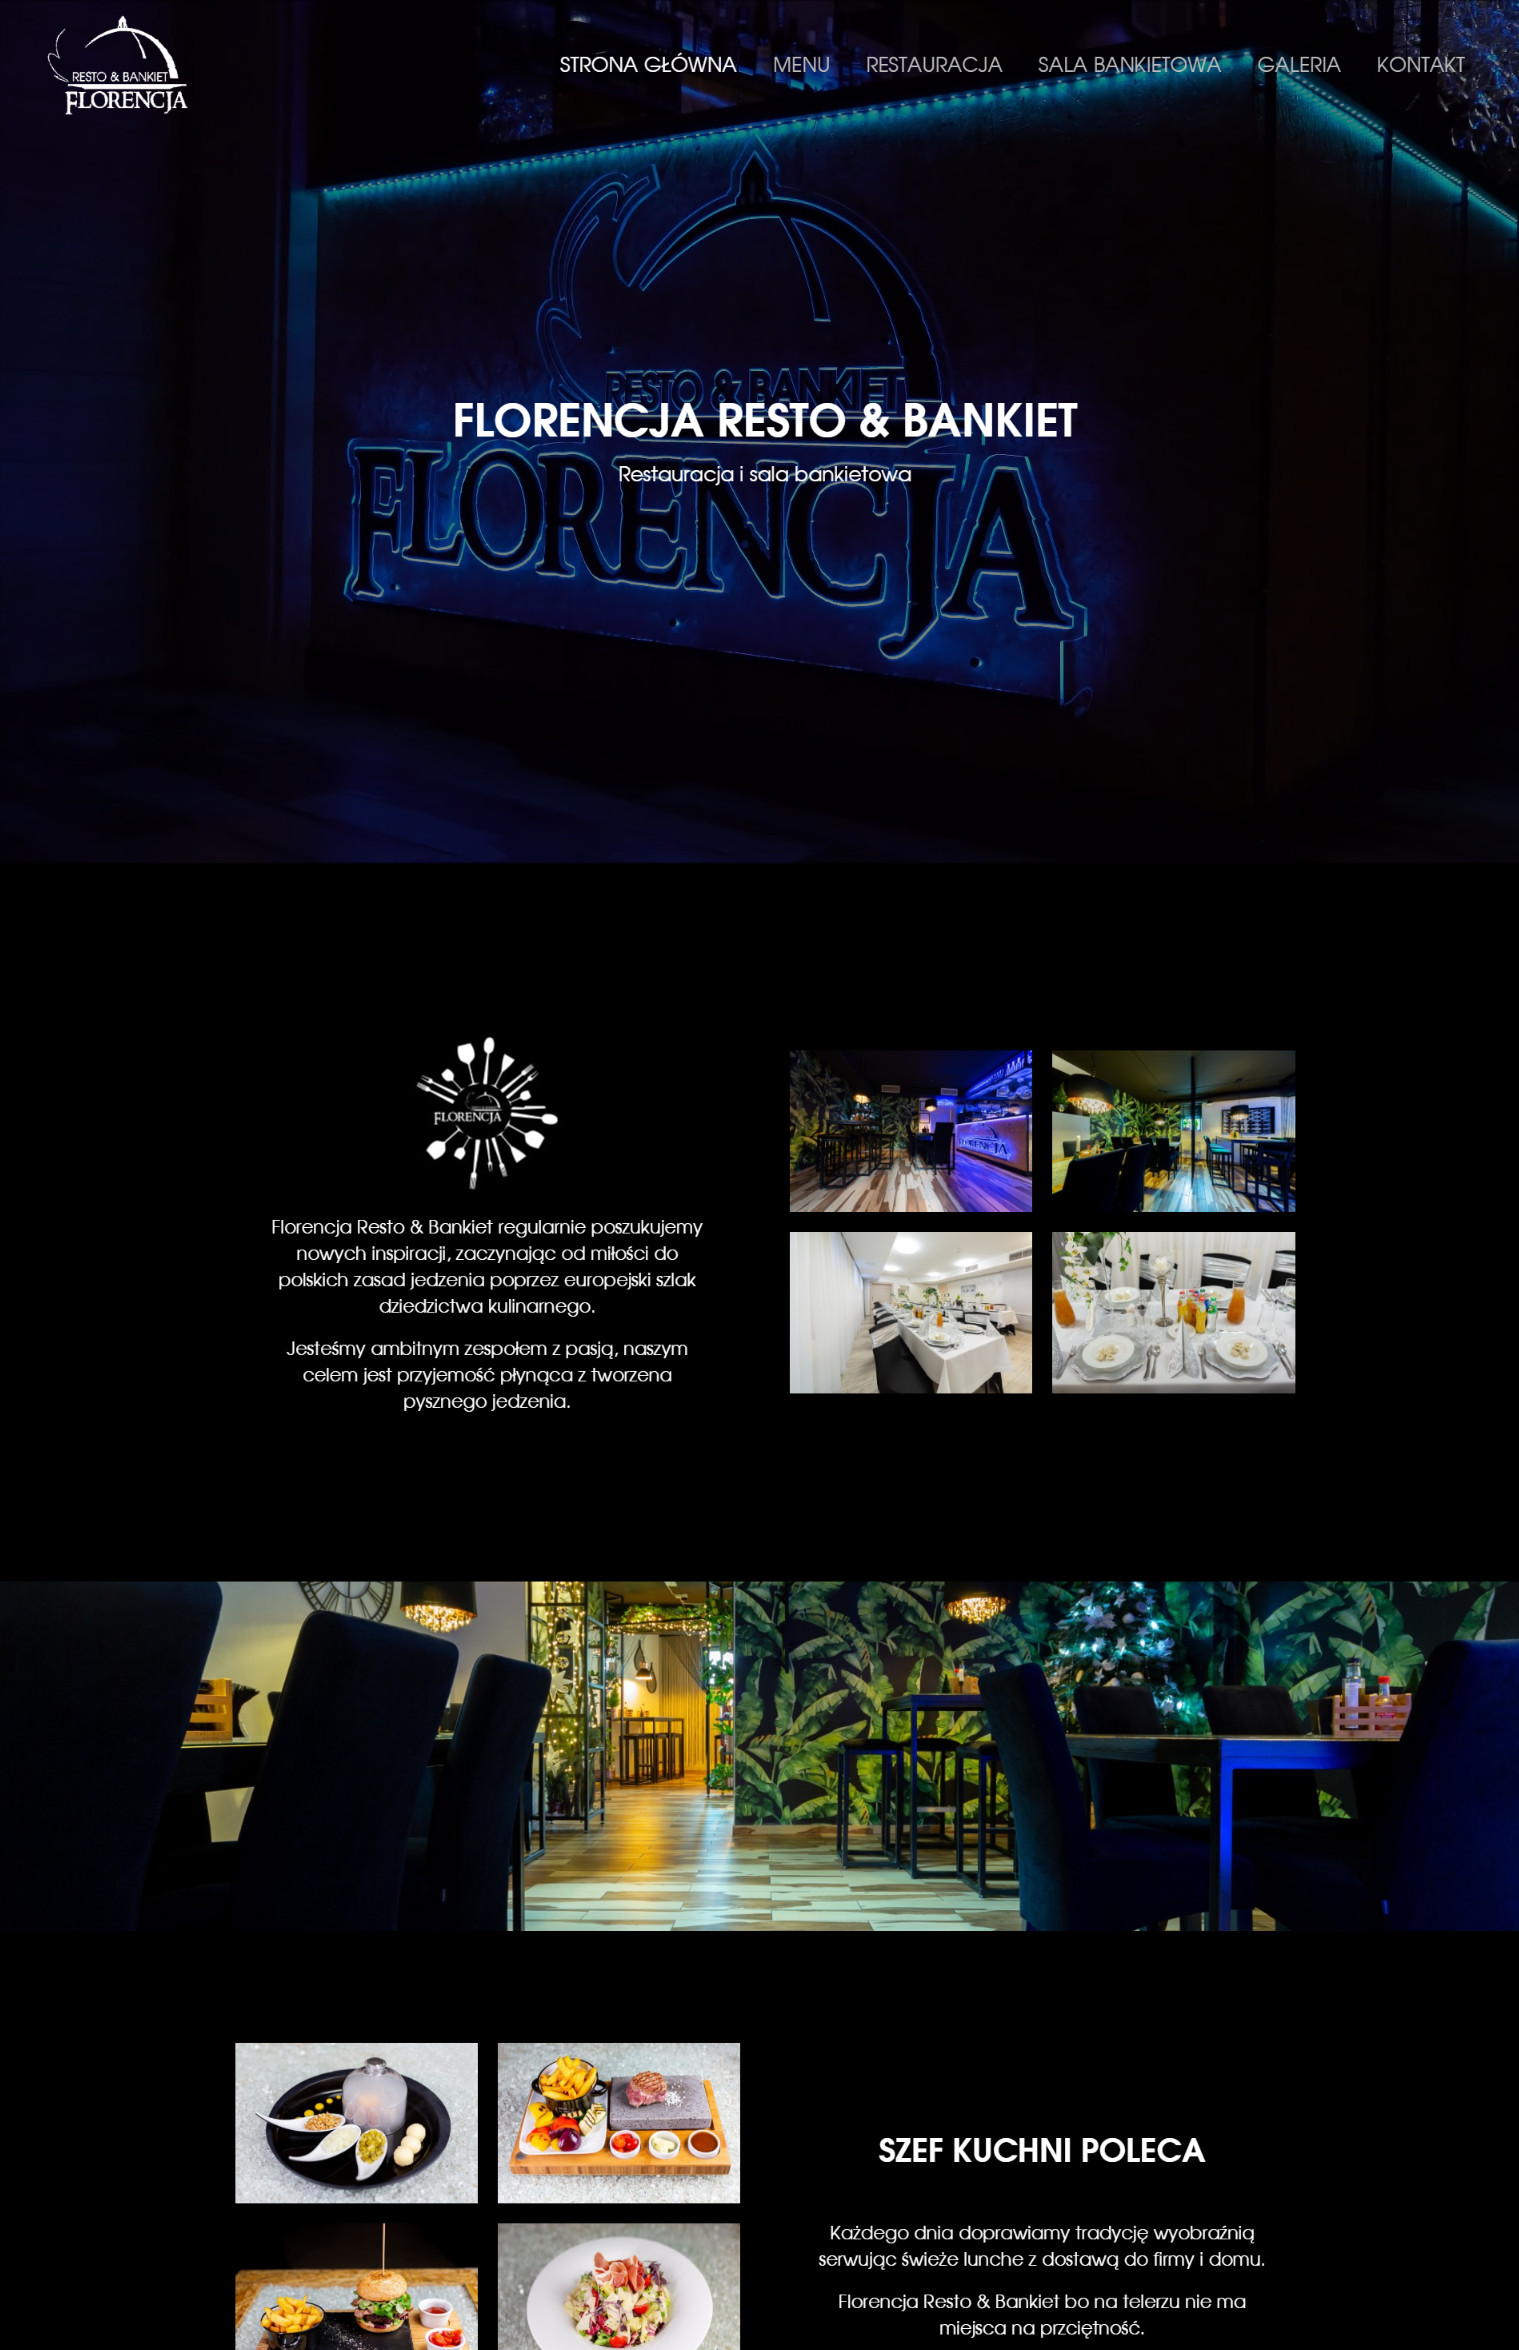 RESTO & BANKIET
FLORENCJA
STRONA GŁÓWNA
MENU
RESTAURACJA
SALA BANKIETOWA
GALERIA
KONTAKT
RESTO & BANKIET
FLORENCJA RESTO & BANKIET
Restauracja i sala bankietowa
FLORENCJA
FLORENCJA
Florencja Resto & Bankiet regularnie poszukujemy
nowych inspiracji, zaczynając od miłości do
polskich zasad jedzenia poprzez europejski szlak
dziedzictwa kulinarnego.
Jesteśmy ambitnym zespołem z pasją, naszym
celem jest przyjemość płynąca z tworzena
pysznego jedzenia.
FLORENCJA
SZEF KUCHNI POLECA
Każdego dnia doprawiamy tradycję wyobraźnią
serwując świeże lunche z dostawą do firmy i domu.
Florencja Resto & Bankiet bo na telerzu nie ma
miejsca na przciętność.